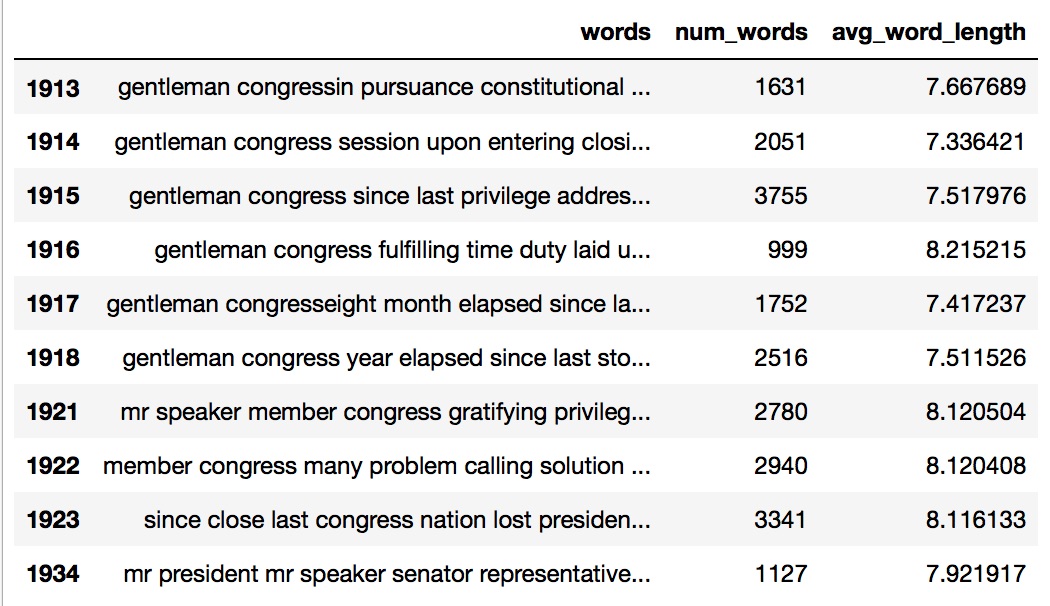 words num_words avg_word_length
1913 gentleman congressin pursuance constitutional ... 1631 7.667689
1914 gentleman congress session upon entering closi... 2051 7.336421
1915 gentleman congress since last privilege addres... 3755 7.517976
1916 gentleman congress fulfilling time duty laid u... 999 8.215215
1917 gentleman congresseight month elapsed since la... 1752 7.417237
1918 gentleman congress year elapsed since last sto... 2516 7.511526
1921 mr speaker member congress gratifying privileg... 2780 8.120504
1922 member congress many problem calling solution ... 2940 8.120408
1923 since close last congress nation lost presiden... 3341 8.116133
1934 mr president mr speaker senator representative... 1127 7.921917